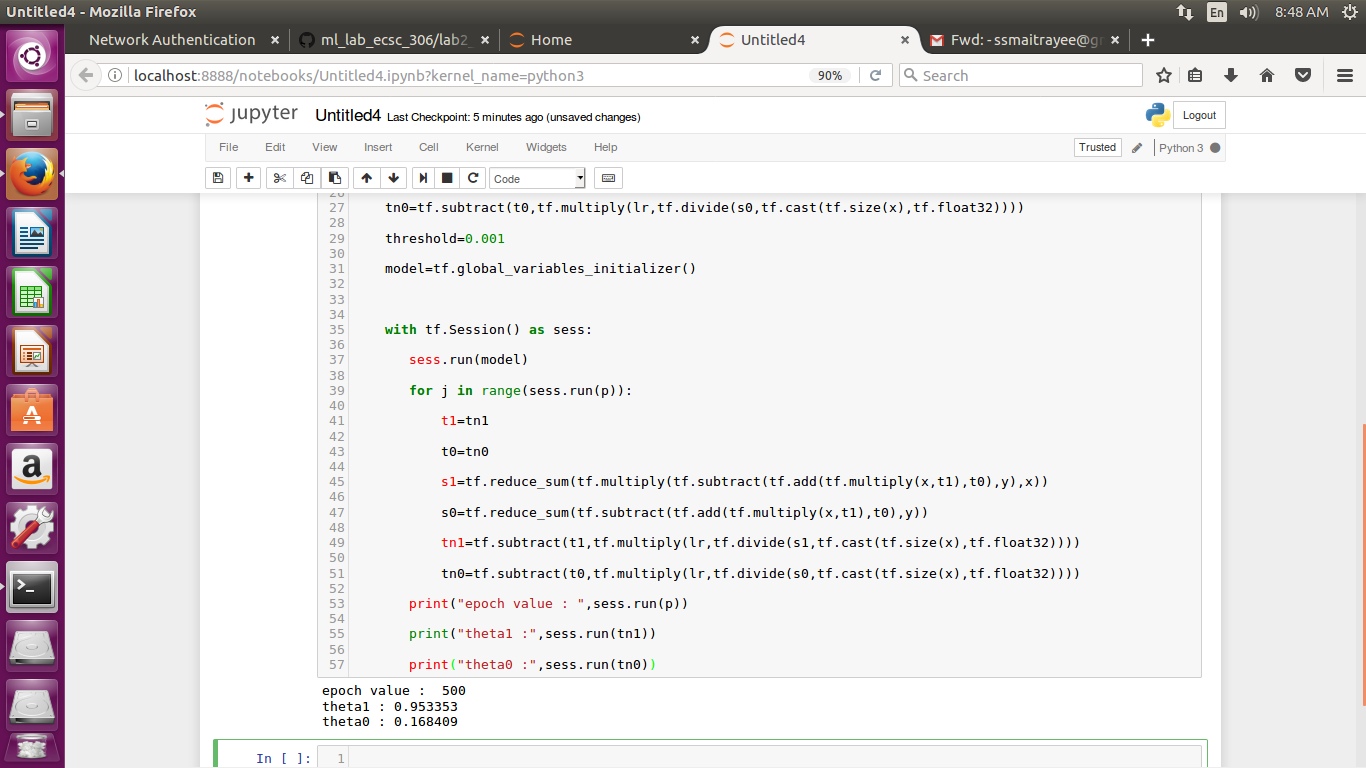 Untitled4 - Mozilla Firefox
En
8:48 AM
Network Authentication ×
ml_lab_ecsc_306/lab2_ ×
Home ×
Untitled4 ×
Fwd: - ssmaitrayee@g ×
localhost:8888/notebooks/Untitled4.ipynb?kernel_name=python3
90%
Search
jupyter Untitled4 Last Checkpoint: 5 minutes ago (unsaved changes)
Logout
File Edit View Insert Cell Kernel Widgets Help
Trusted
Python 3
Code
26
27 tn0=tf.subtract(t0,tf.multiply(lr,tf.divide(s0,tf.cast(tf.size(x),tf.float32))))
28
29 threshold=0.001
30
31 model=tf.global_variables_initializer()
32
33
34
35 with tf.Session() as sess:
36
37 sess.run(model)
38
39 for j in range(sess.run(p)):
40
41 t1=tn1
42
43 t0=tn0
44
45 s1=tf.reduce_sum(tf.multiply(tf.subtract(tf.add(tf.multiply(x,t1),t0),y),x))
46
47 s0=tf.reduce_sum(tf.subtract(tf.add(tf.multiply(x,t1),t0),y))
48
49 tn1=tf.subtract(t1,tf.multiply(lr,tf.divide(s1,tf.cast(tf.size(x),tf.float32))))
50
51 tn0=tf.subtract(t0,tf.multiply(lr,tf.divide(s0,tf.cast(tf.size(x),tf.float32))))
52
53 print("epoch value : ",sess.run(p))
54
55 print("theta1 :",sess.run(tn1))
56
57 print("theta0 :",sess.run(tn0))
epoch value :  500
theta1 : 0.953353
theta0 : 0.168409
In [ ]: 1